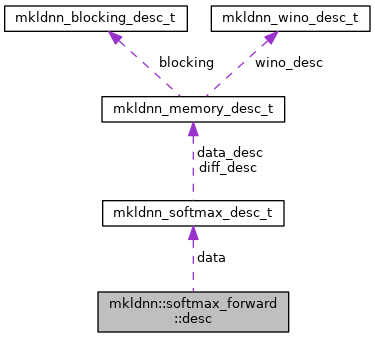 mkldnn_blocking_desc_t
mkldnn_wino_desc_t
blocking
wino_desc
mkldnn_memory_desc_t
data_desc
diff_desc
mkldnn_softmax_desc_t
data
mkldnn::softmax_forward
::desc